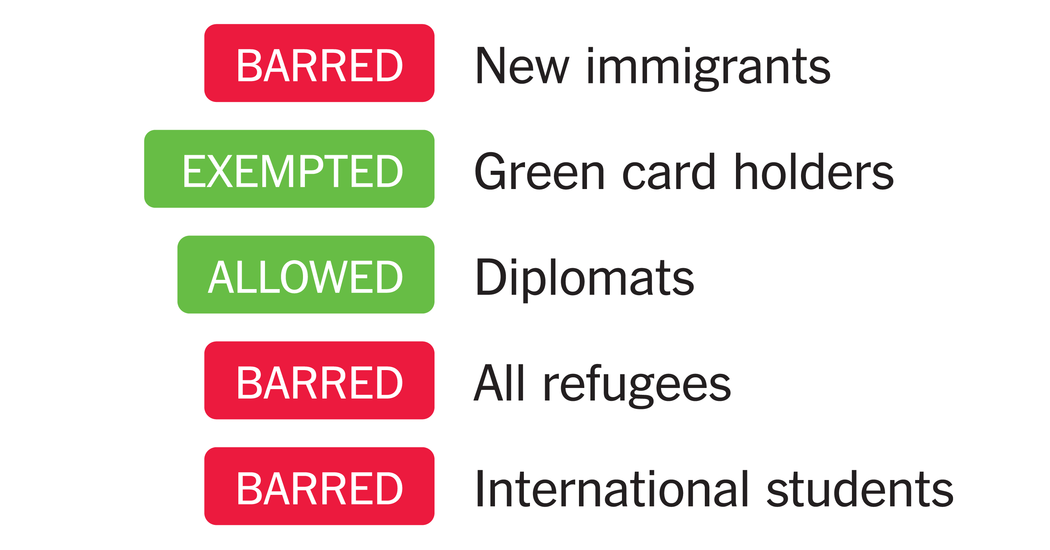 BARRED New immigrants
EXEMPTED Green card holders
ALLOWED Diplomats
BARRED All refugees
BARRED International students